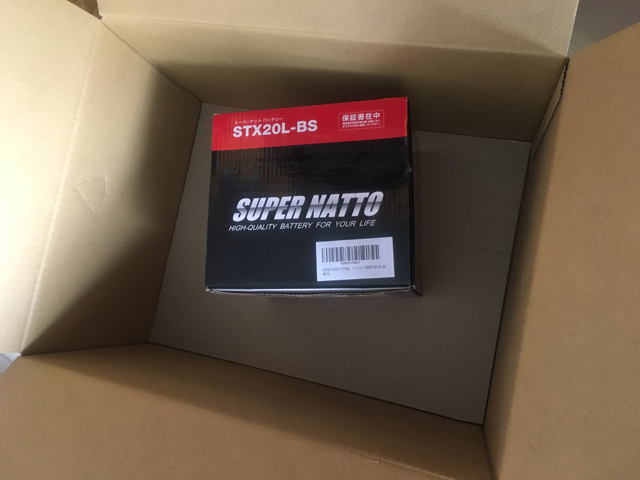 スーパーナット バッテリー
STX20L-BS
保証書在中
SUPER NATTO
HIGH-QUALITY BATTERY FOR YOUR LIFE